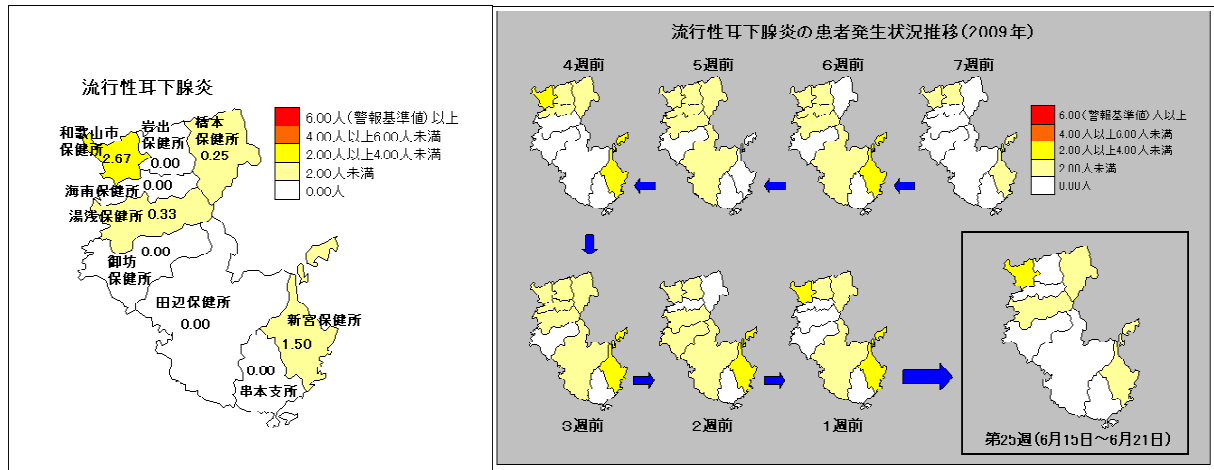 流行性耳下腺炎
6.00人(警報基準値)以上
4.00人以上6.00人未満
2.00人以上4.00人未満
2.00人未満
0.00人
和歌山市
保健所
2.67
岩出
保健所
0.00
橋本
保健所
0.25
海南保健所
0.00
湯浅保健所
0.33
御坊
保健所
0.00
田辺保健所
0.00
新宮保健所
1.50
0.00
串本支所
流行性耳下腺炎の患者発生状況推移(2009年)
4週前
5週前
6週前
7週前
6.00(警報基準値)人以上
4.00人以上6.00人未満
2.00人以上4.00人未満
2.00人未満
0.00人
3週前
2週前
1週前
第25週(6月15日～6月21日)